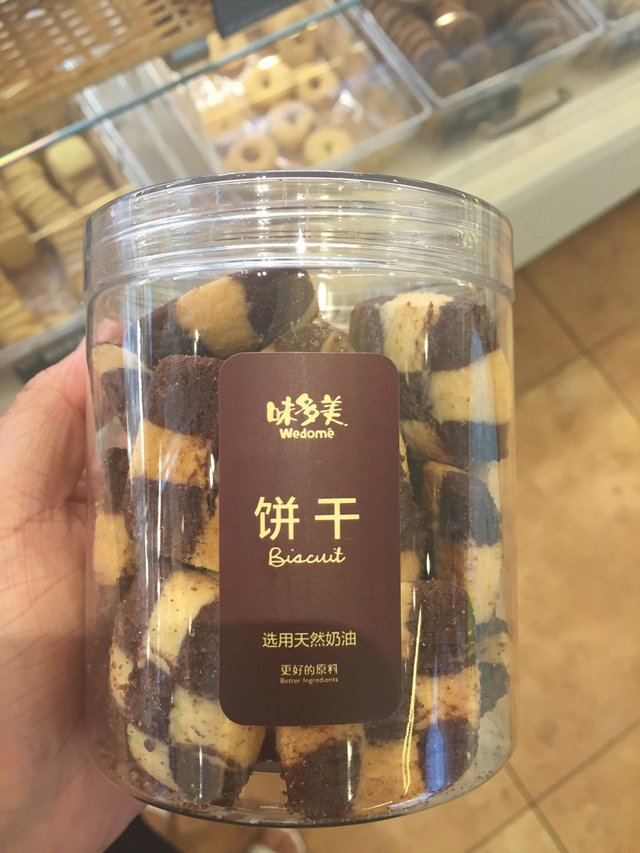 味多美
Wedomé
饼干
Biscuit
选用天然奶油
更好的原料
Better Ingredients